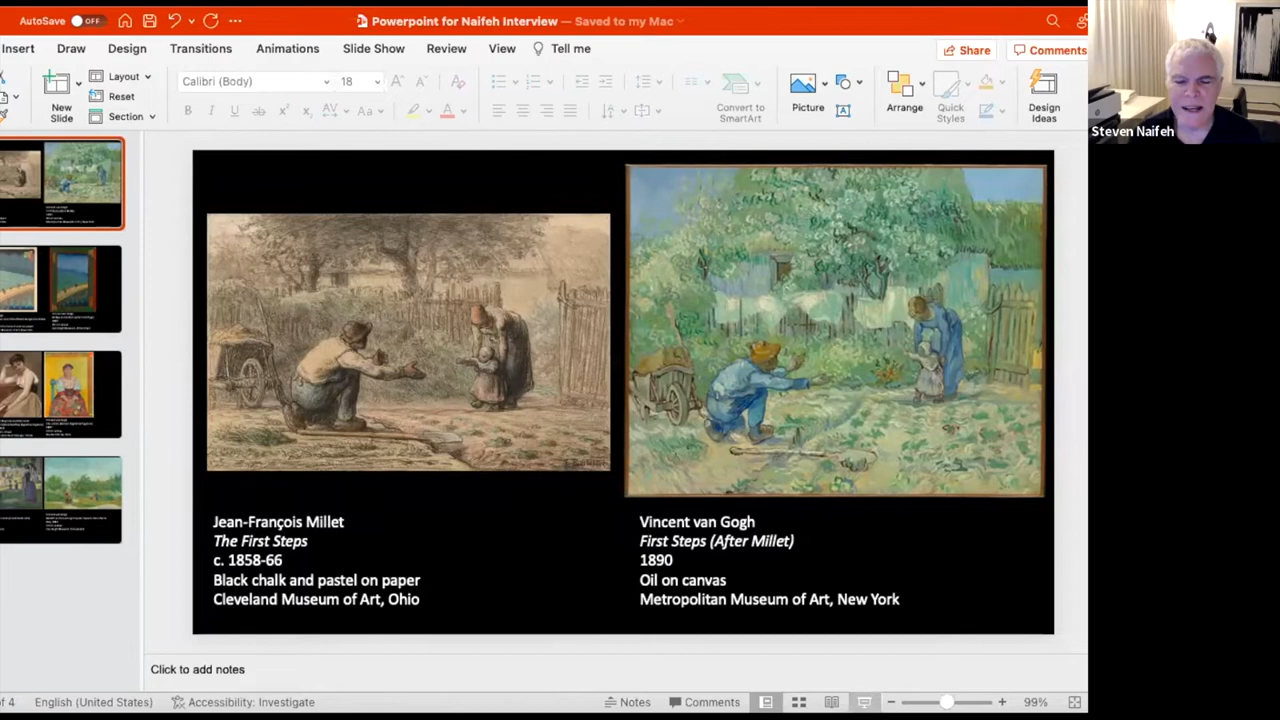 AutoSave OFF
Powerpoint for Naifeh Interview — Saved to my Mac
Insert Draw Design Transitions Animations Slide Show Review View Tell me
Share Comments
New Slide
Layout
Reset
Section
Calibri (Body) 18
Convert to SmartArt
Picture
Arrange
Quick Styles
Design Ideas
Steven Naifeh
Jean-François Millet
The First Steps
c. 1858-66
Black chalk and pastel on paper
Cleveland Museum of Art, Ohio
Vincent van Gogh
First Steps (After Millet)
1890
Oil on canvas
Metropolitan Museum of Art, New York
Click to add notes
of 4 English (United States) Accessibility: Investigate Notes Comments 99%